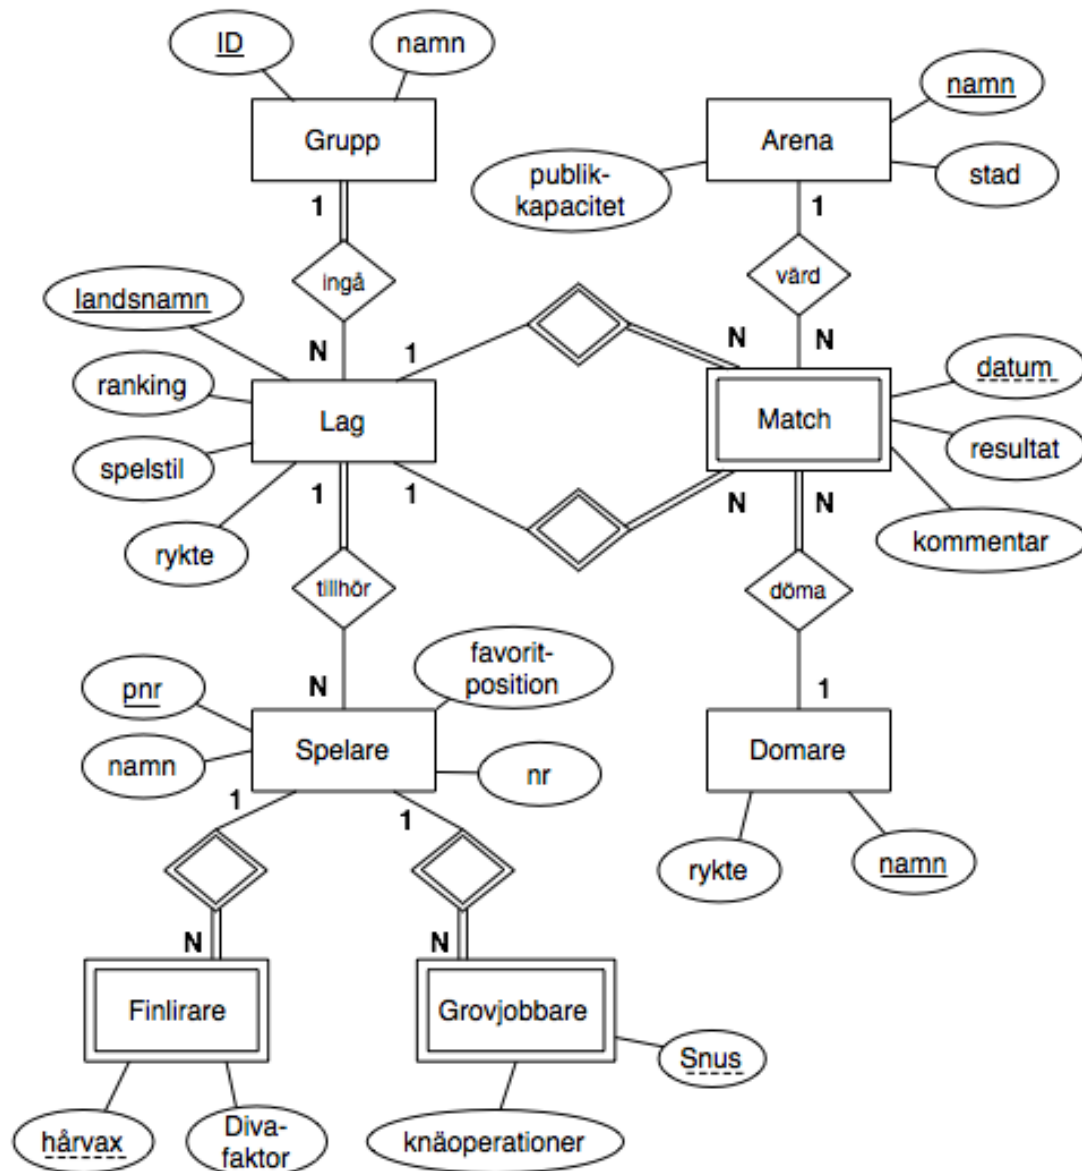 ID
namn
Grupp
Arena
namn
publik-
kapacitet
stad
1
1
ingå
värd
landsnamn
N
1
N
N
ranking
Lag
Match
datum
spelstil
resultat
1
1
N
N
rykte
kommentar
tillhör
döma
favorit-
position
pnr
N
1
namn
Spelare
nr
Domare
1
1
rykte
namn
N
N
Finlirare
Grovjobbare
Snus
hårvax
Diva-
faktor
knäoperationer